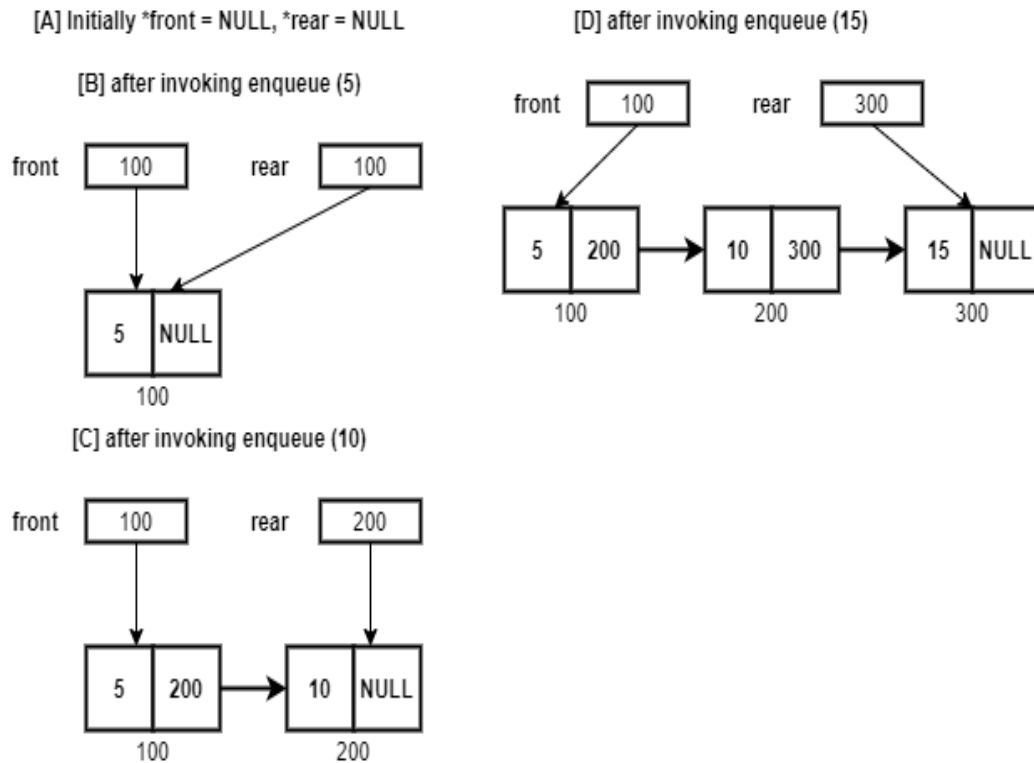 [A] Initially *front = NULL, *rear = NULL
[B] after invoking enqueue (5)
front 100 rear 100
5 NULL
100
[C] after invoking enqueue (10)
front 100 rear 200
5 200 10 NULL
100 200
[D] after invoking enqueue (15)
front 100 rear 300
5 200 10 300 15 NULL
100 200 300